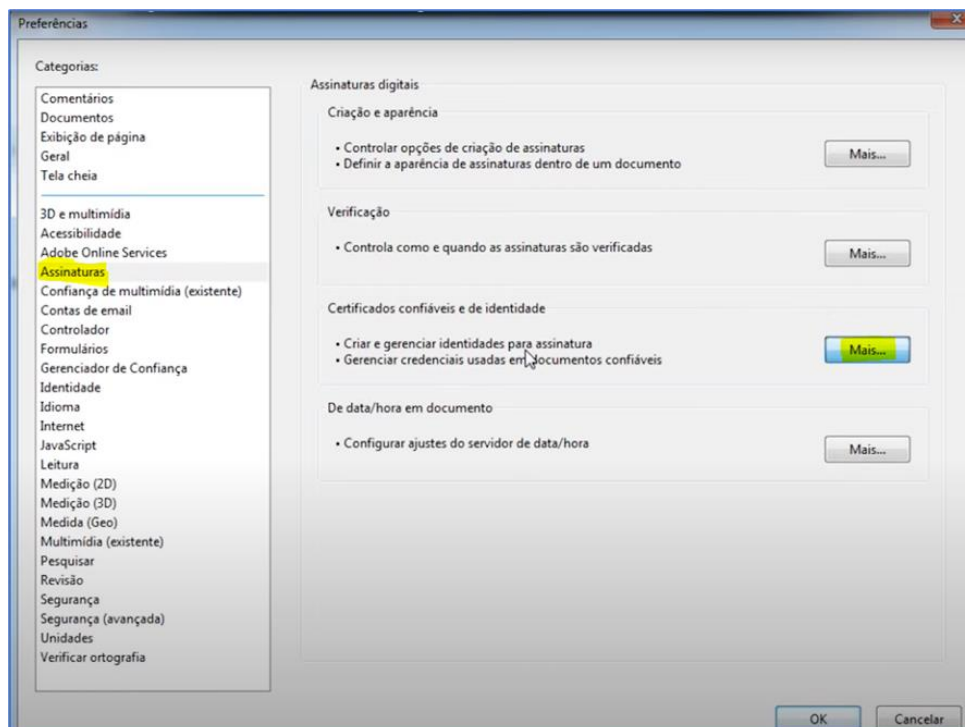 Preferências
Categorias:
Comentários
Documentos
Exibição de página
Geral
Tela cheia
3D e multimídia
Acessibilidade
Adobe Online Services
Assinaturas
Confiança de multimídia (existente)
Contas de email
Controlador
Formulários
Gerenciador de Confiança
Identidade
Idioma
Internet
JavaScript
Leitura
Medição (2D)
Medição (3D)
Medida (Geo)
Multimídia (existente)
Pesquisar
Revisão
Segurança
Segurança (avançada)
Unidades
Verificar ortografia
Assinaturas digitais
Criação e aparência
• Controlar opções de criação de assinaturas
• Definir a aparência de assinaturas dentro de um documento
Mais...
Verificação
• Controla como e quando as assinaturas são verificadas
Mais...
Certificados confiáveis e de identidade
• Criar e gerenciar identidades para assinatura
• Gerenciar credenciais usadas em documentos confiáveis
Mais...
De data/hora em documento
• Configurar ajustes do servidor de data/hora
Mais...
OK
Cancelar